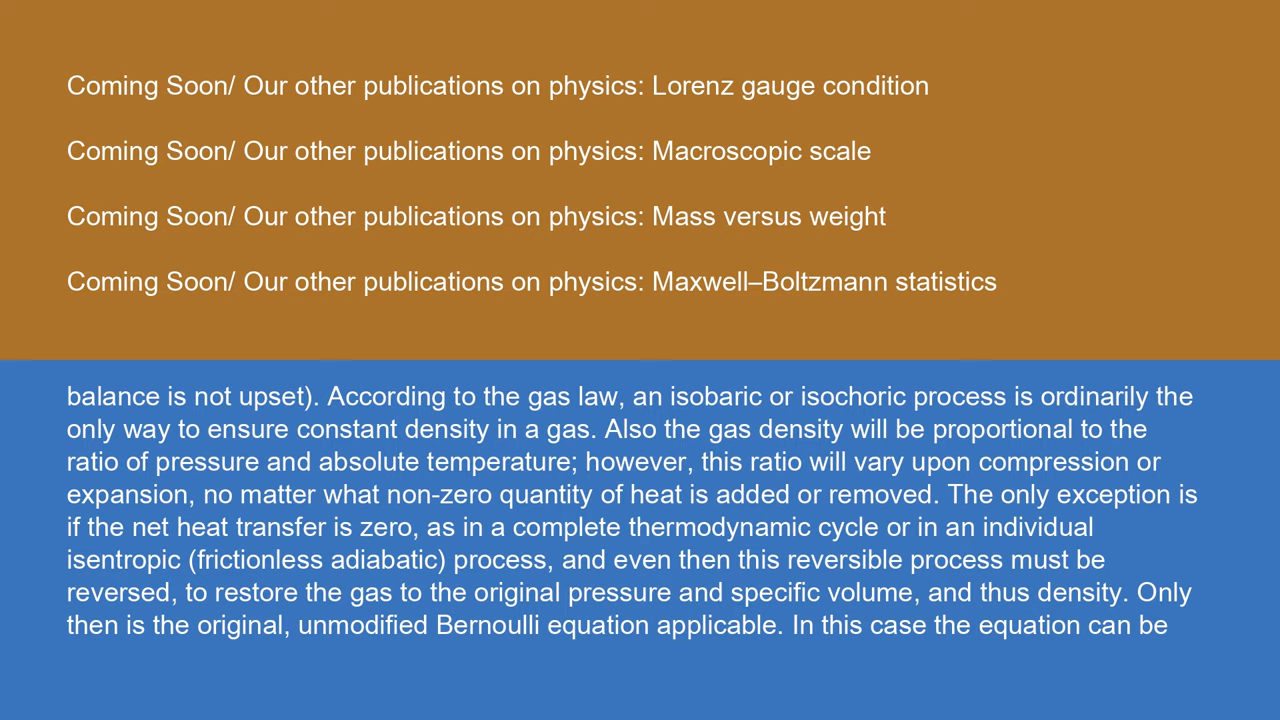 Coming Soon/ Our other publications on physics: Lorenz gauge condition
Coming Soon/ Our other publications on physics: Macroscopic scale
Coming Soon/ Our other publications on physics: Mass versus weight
Coming Soon/ Our other publications on physics: Maxwell–Boltzmann statistics
balance is not upset). According to the gas law, an isobaric or isochoric process is ordinarily the
only way to ensure constant density in a gas. Also the gas density will be proportional to the
ratio of pressure and absolute temperature; however, this ratio will vary upon compression or
expansion, no matter what non-zero quantity of heat is added or removed. The only exception is
if the net heat transfer is zero, as in a complete thermodynamic cycle or in an individual
isentropic (frictionless adiabatic) process, and even then this reversible process must be
reversed, to restore the gas to the original pressure and specific volume, and thus density. Only
then is the original, unmodified Bernoulli equation applicable. In this case the equation can be